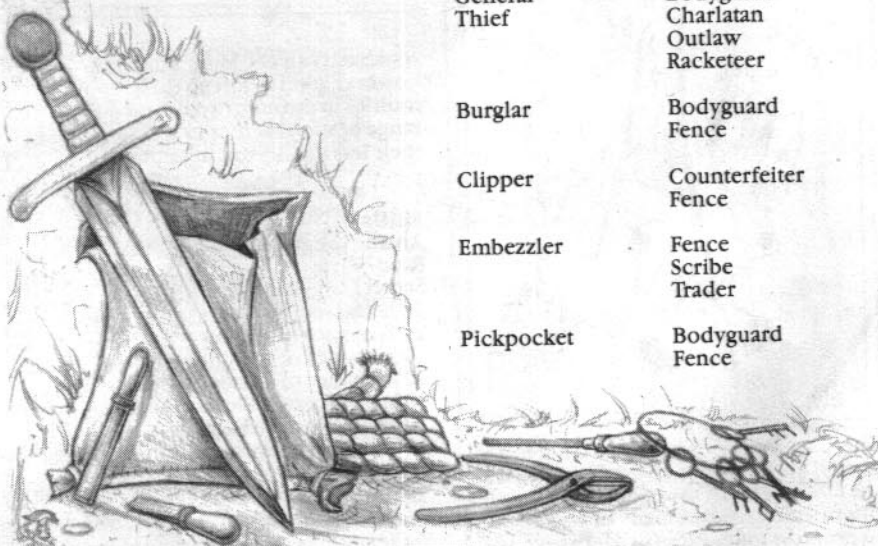 Thief Charlatan
Outlaw
Racketeer
Burglar Bodyguard
Fence
Clipper Counterfeiter
Fence
Embezzler Fence
Scribe
Trader
Pickpocket Bodyguard
Fence